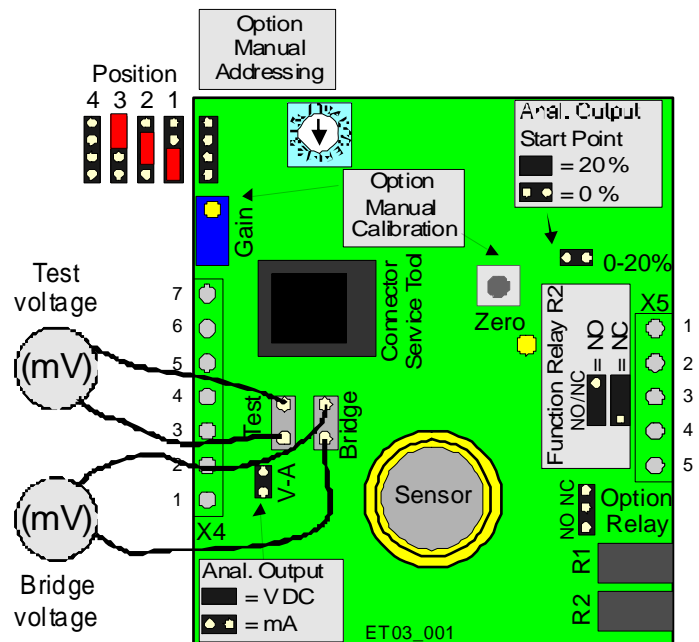 Option
Manual
Addressing
Position
4 3 2 1
Anal. Output
Start Point
= 20%
= 0 %
Option
Manual
Calibration
Gain
0-20%
Connector
Service Tool
Zero
Test
voltage
(mV)
7
6
5
4
3
2
1
X4
X5
1
2
3
4
5
Function Relay R2
NO/NC
= NO
= NC
Test
Bridge
V-A
Sensor
(mV)
Bridge
voltage
NO NC
Option
Relay
R1
R2
Anal. Output
= VDC
= mA
ET03_001